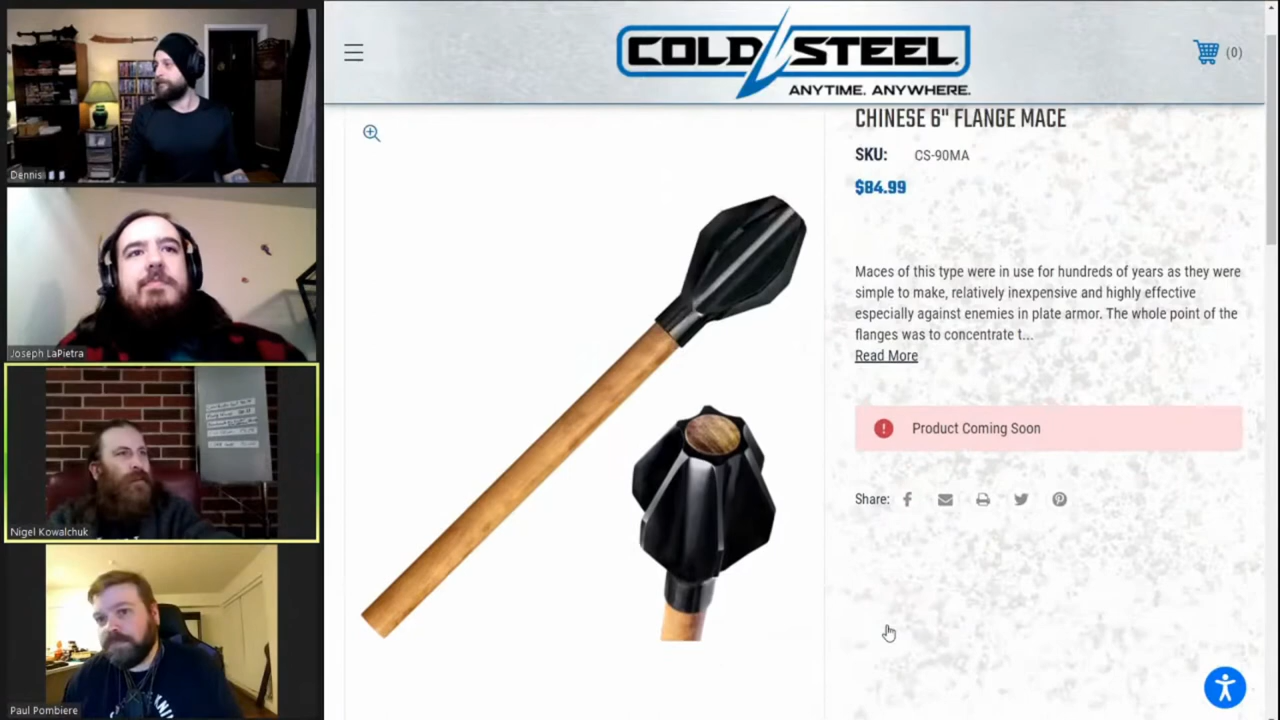 Dennis
Joseph LaPietra
Nigel Kowalchuk
Paul Pombiere
COLD STEEL
ANYTIME. ANYWHERE.
(0)
CHINESE 6" FLANGE MACE
SKU: CS-90MA
$84.99
Maces of this type were in use for hundreds of years as they were
simple to make, relatively inexpensive and highly effective
especially against enemies in plate armor. The whole point of the
flanges was to concentrate t...
Read More
Product Coming Soon
Share: